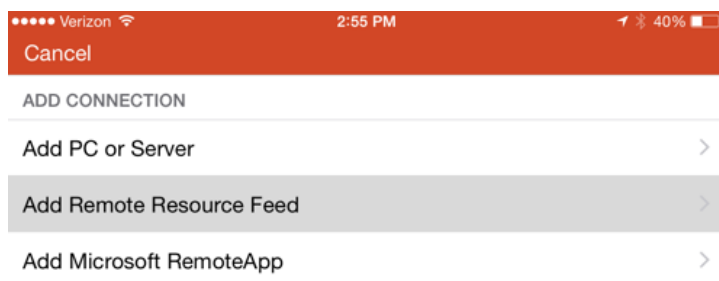 Verizon 2:55 PM 40%
Cancel
ADD CONNECTION
Add PC or Server
Add Remote Resource Feed
Add Microsoft RemoteApp